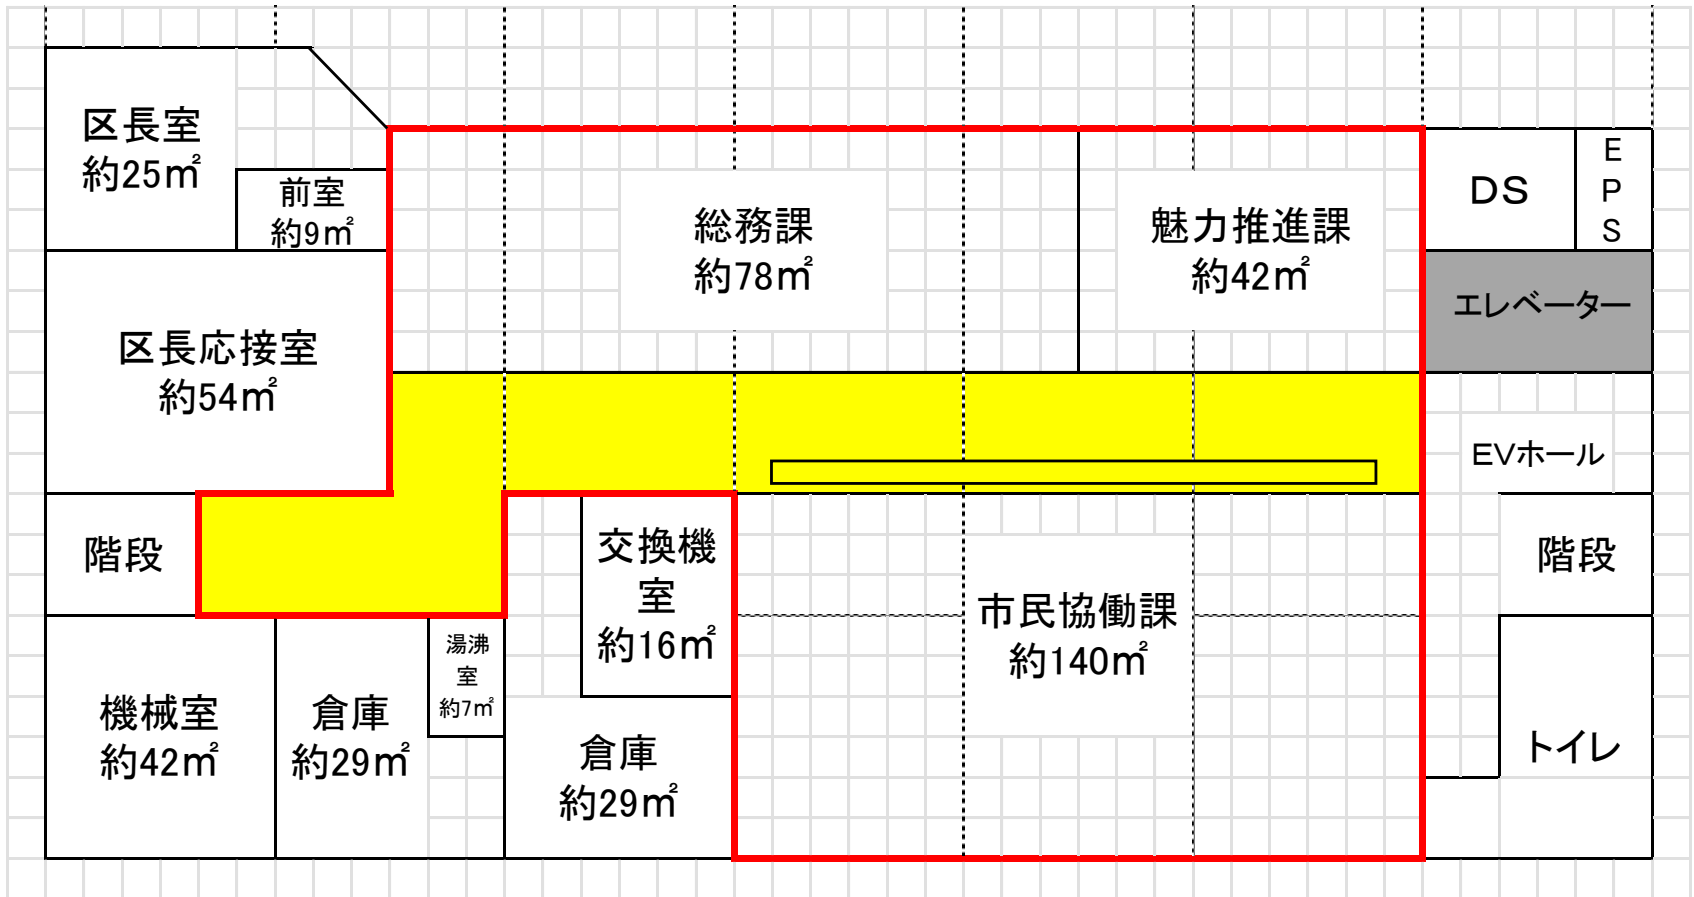 区長室
約25㎡
前室
約9㎡
総務課
約78㎡
魅力推進課
約42㎡
DS
EPS
エレベーター
区長応接室
約54㎡
EVホール
階段
交換機
室
約16㎡
市民協働課
約140㎡
階段
機械室
約42㎡
倉庫
約29㎡
湯沸
室
約7㎡
倉庫
約29㎡
トイレ